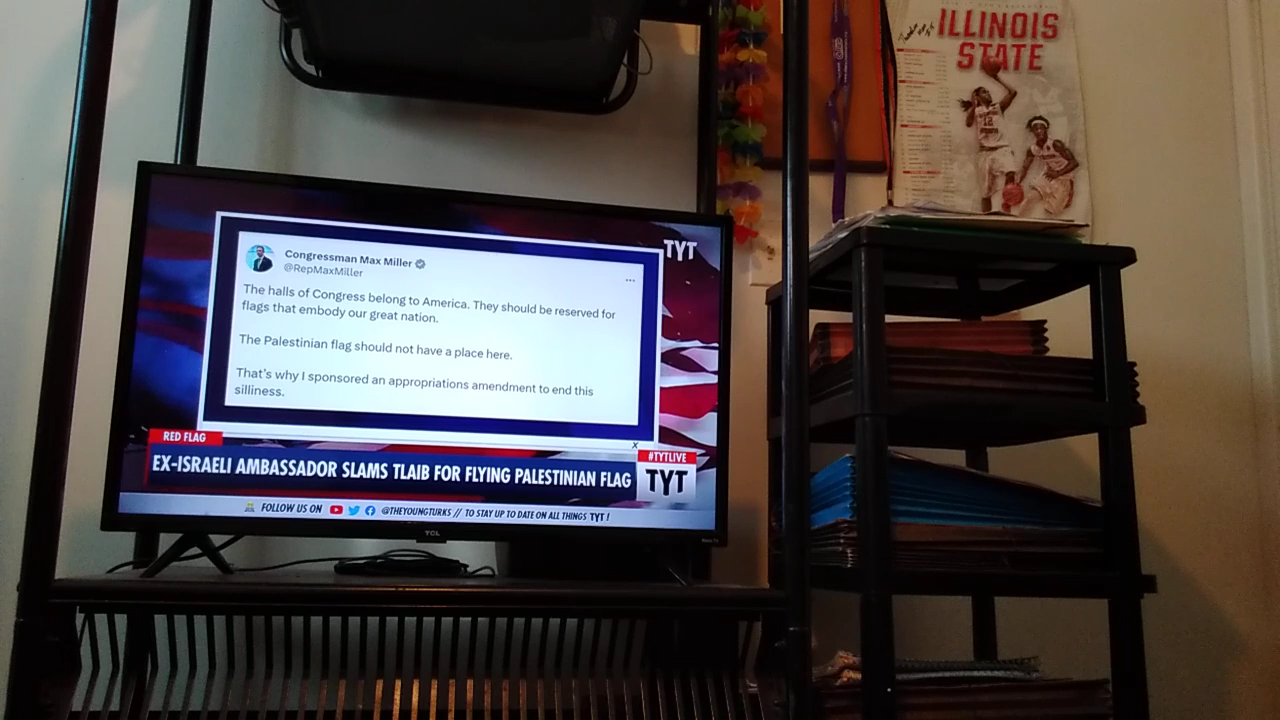 ILLINOIS
STATE
TYT
Congressman Max Miller
@RepMaxMiller
The halls of Congress belong to America. They should be reserved for
flags that embody our great nation.
The Palestinian flag should not have a place here.
That's why I sponsored an appropriations amendment to end this
silliness.
RED FLAG
EX-ISRAELI AMBASSADOR SLAMS TLAIB FOR FLYING PALESTINIAN FLAG
#TYTLIVE
TYT
FOLLOW US ON @THEYOUNGTURKS // TO STAY UP TO DATE ON ALL THINGS TYT !
TCL